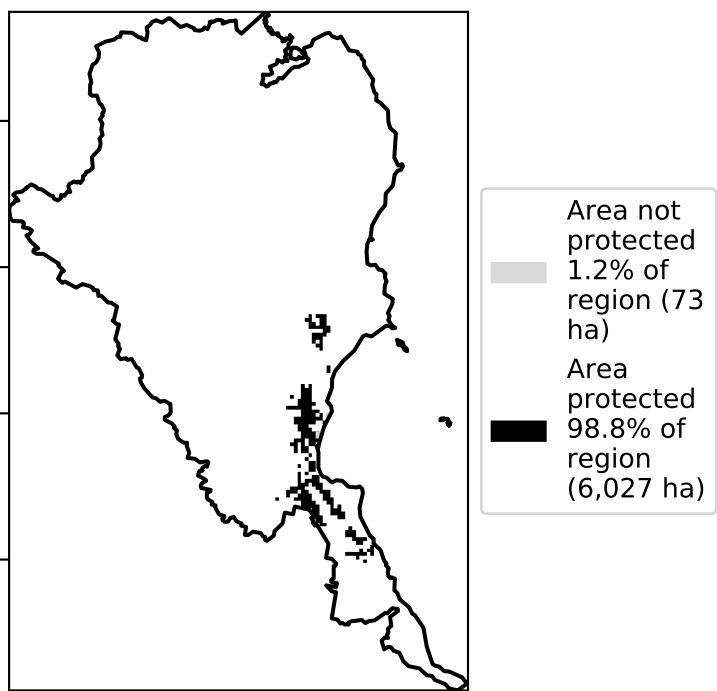 Area not
protected
1.2% of
region (73
ha)
Area
protected
98.8% of
region
(6,027 ha)